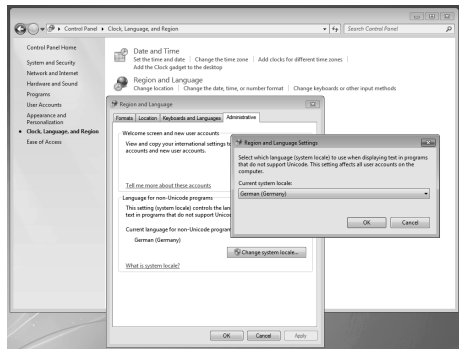 Control Panel ▸ Clock, Language, and Region
Search Control Panel
Control Panel Home
System and Security
Network and Internet
Hardware and Sound
Programs
User Accounts
Appearance and
Personalization
Clock, Language, and Region
Ease of Access
Date and Time
Set the time and date | Change the time zone | Add clocks for different time zones
Add the Clock gadget to the desktop
Region and Language
Change location | Change the date, time, or number format | Change keyboards or other input methods
Region and Language
Formats Location Keyboards and Languages Administrative
Welcome screen and new user accounts
View and copy your international settings to
accounts and new user accounts.
Tell me more about these accounts
Language for non-Unicode programs
This setting (system locale) controls the lan
text in programs that do not support Unico
Current language for non-Unicode program
German (Germany)
Change system locale...
What is system locale?
OK Cancel Apply
Region and Language Settings
Select which language (system locale) to use when displaying text in programs
that do not support Unicode. This setting affects all user accounts on the
computer.
Current system locale:
German (Germany)
OK Cancel